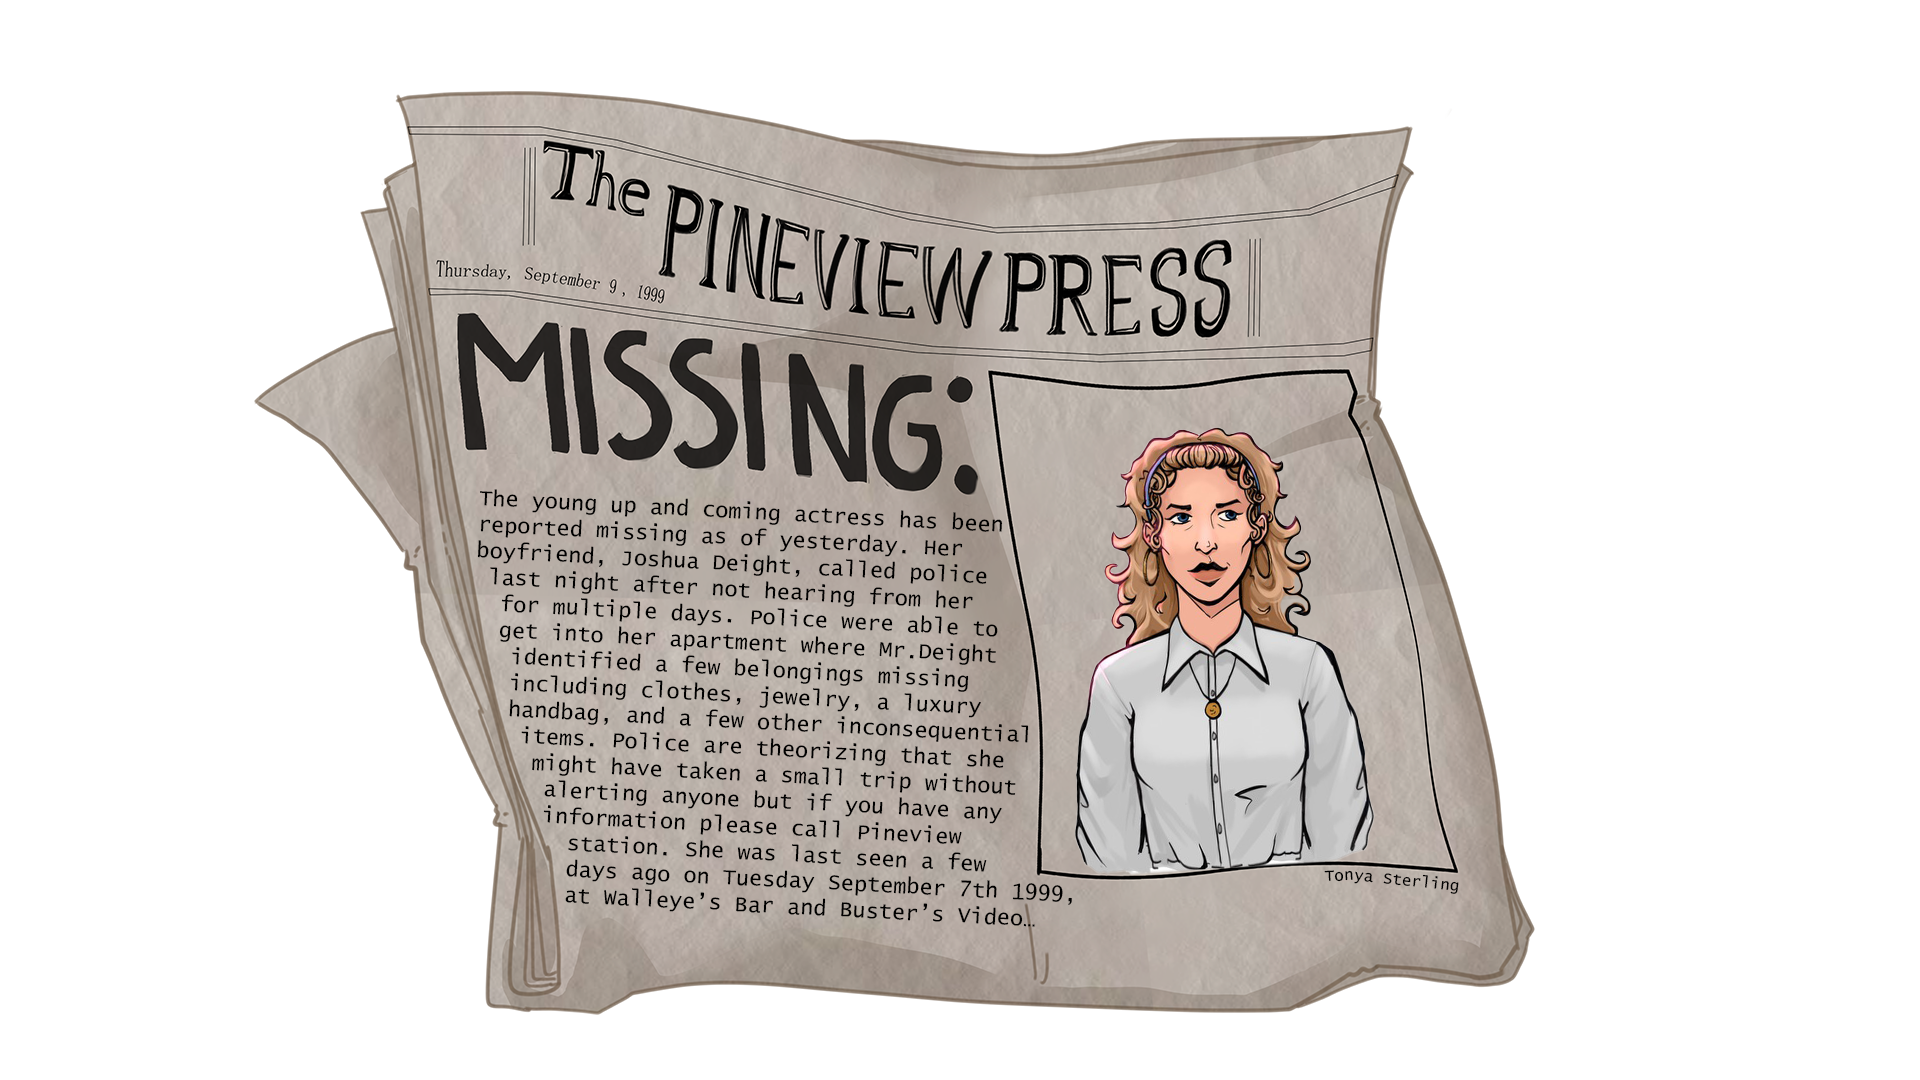 The PINEVIEW PRESS
Thursday, September 9, 1999
MISSING:
The young up and coming actress has been
reported missing as of yesterday. Her
boyfriend, Joshua Deight, called police
last night after not hearing from her
for multiple days. Police were able to
get into her apartment where Mr.Deight
identified a few belongings missing
including clothes, jewelry, a luxury
handbag, and a few other inconsequential
items. Police are theorizing that she
might have taken a small trip without
alerting anyone but if you have any
information please call Pineview
station. She was last seen a few
days ago on Tuesday September 7th 1999,
at Walleye’s Bar and Buster’s Video…
Tonya Sterling